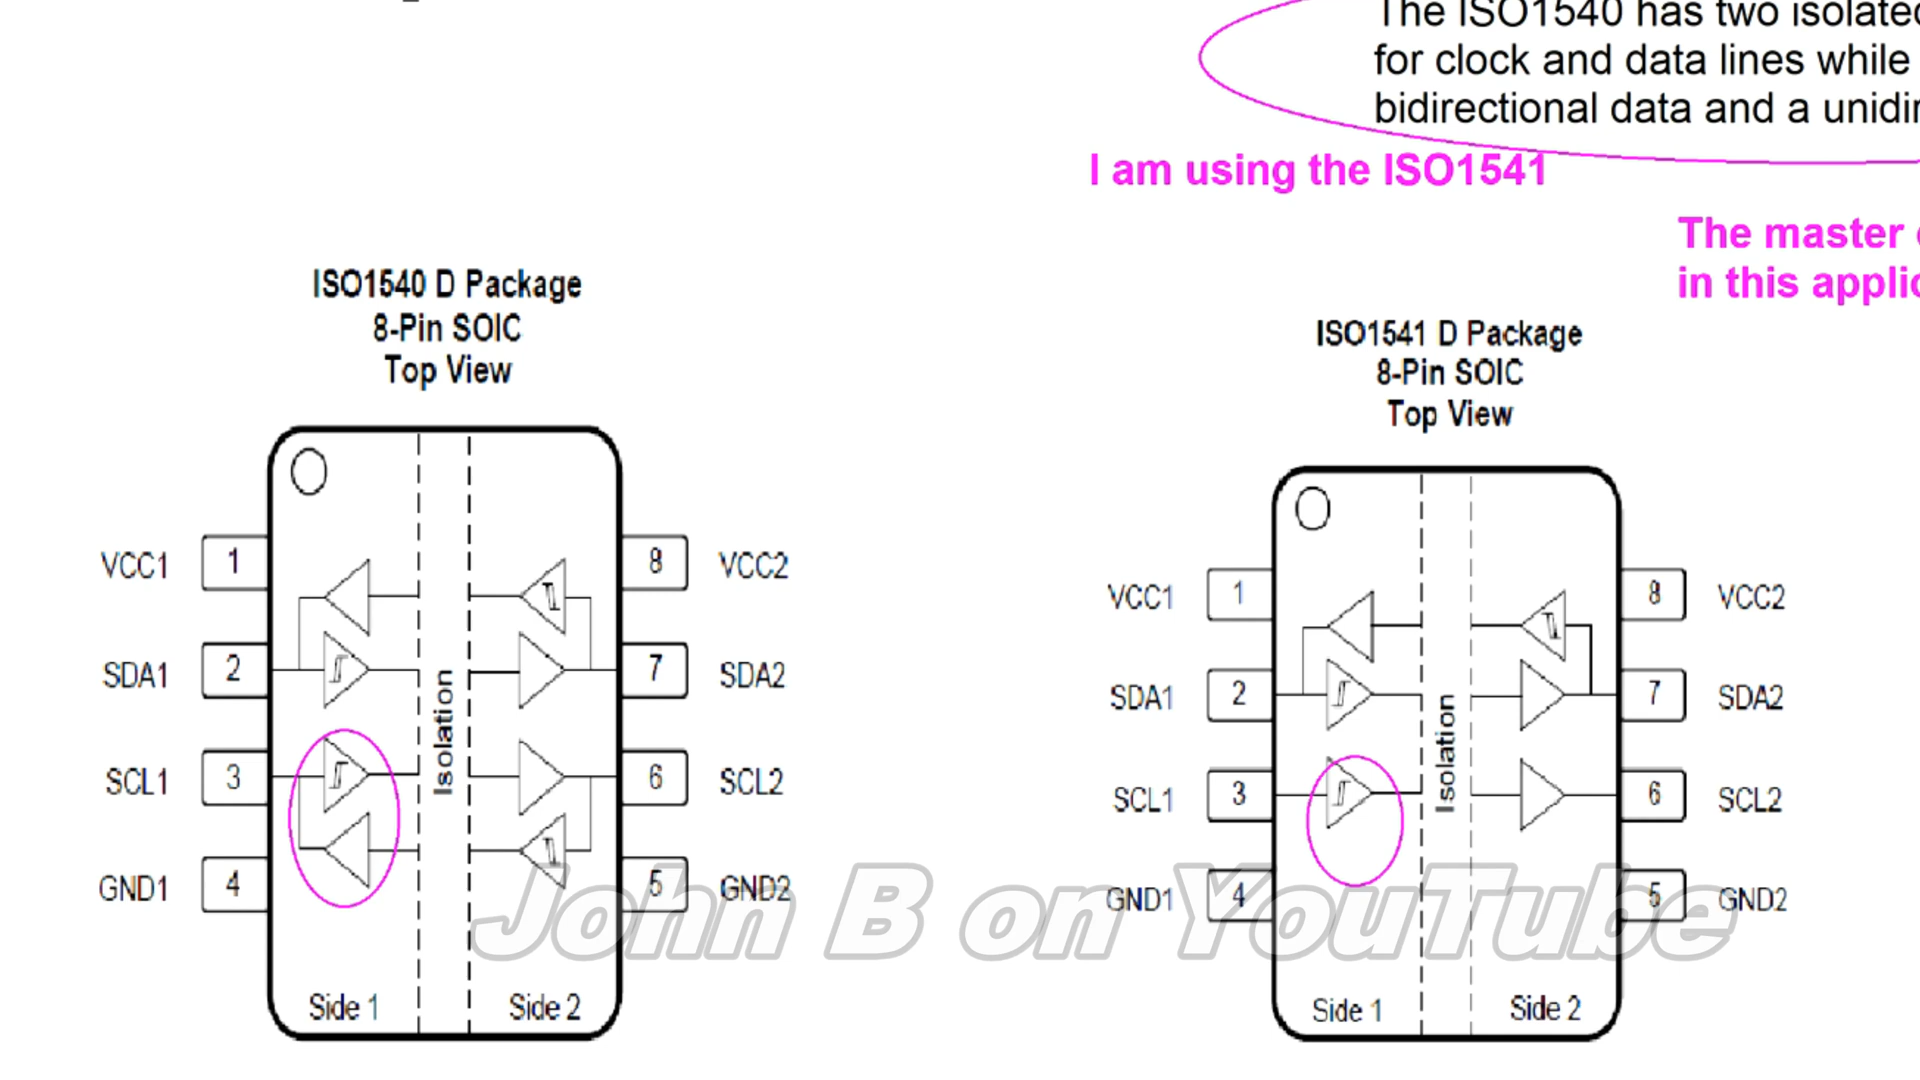 The ISO1540 has two isolated
for clock and data lines while
bidirectional data and a
I am using the ISO1541
The master
in this
ISO1540 D Package
8-Pin SOIC
Top View
VCC1 1 8 VCC2
SDA1 2 7 SDA2
SCL1 3 6 SCL2
GND1 4 5 GND2
Isolation
Side 1 Side 2
ISO1541 D Package
8-Pin SOIC
Top View
VCC1 1 8 VCC2
SDA1 2 7 SDA2
SCL1 3 6 SCL2
GND1 4 5 GND2
Isolation
Side 1 Side 2
John B on YouTube